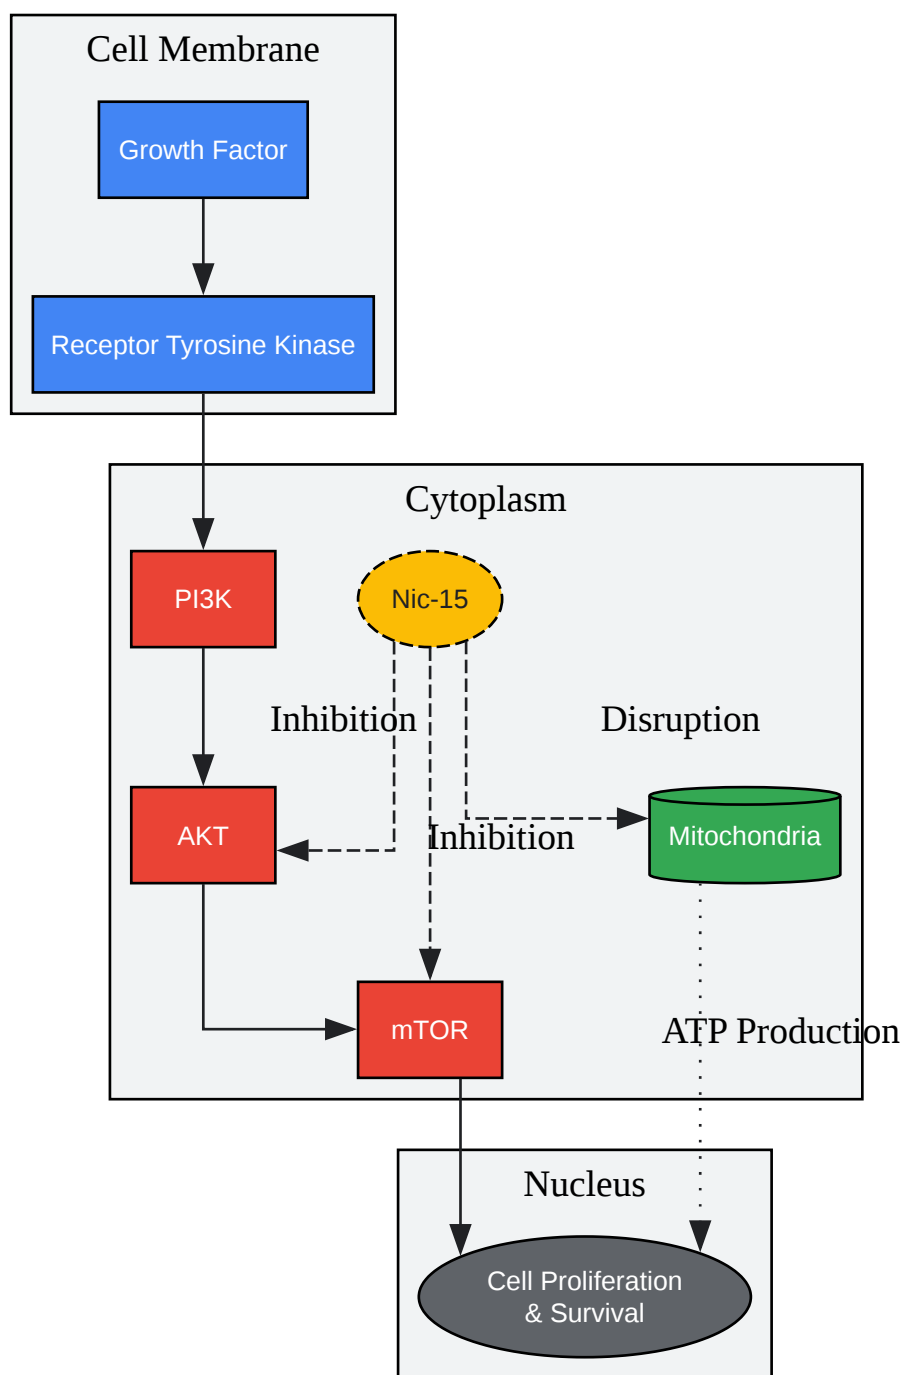 Cell Membrane
Growth Factor
Receptor Tyrosine Kinase
Cytoplasm
PI3K
Nic-15
Inhibition
Disruption
AKT
Inhibition
Mitochondria
mTOR
ATP Production
Nucleus
Cell Proliferation
& Survival